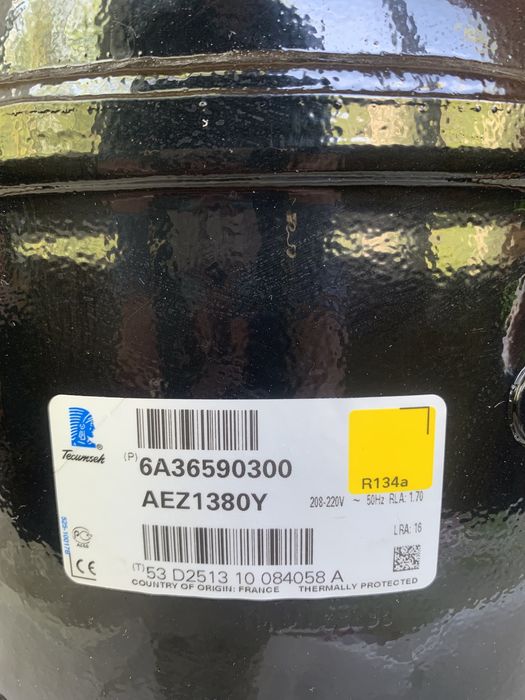 Tecumseh ®
(P) 6A36590300
AEZ1380Y
R134a
208-220V ~ 50Hz RLA: 1.70
LRA: 16
CE
(T) 53 D2513 10 084058 A
COUNTRY OF ORIGIN: FRANCE THERMALLY PROTECTED